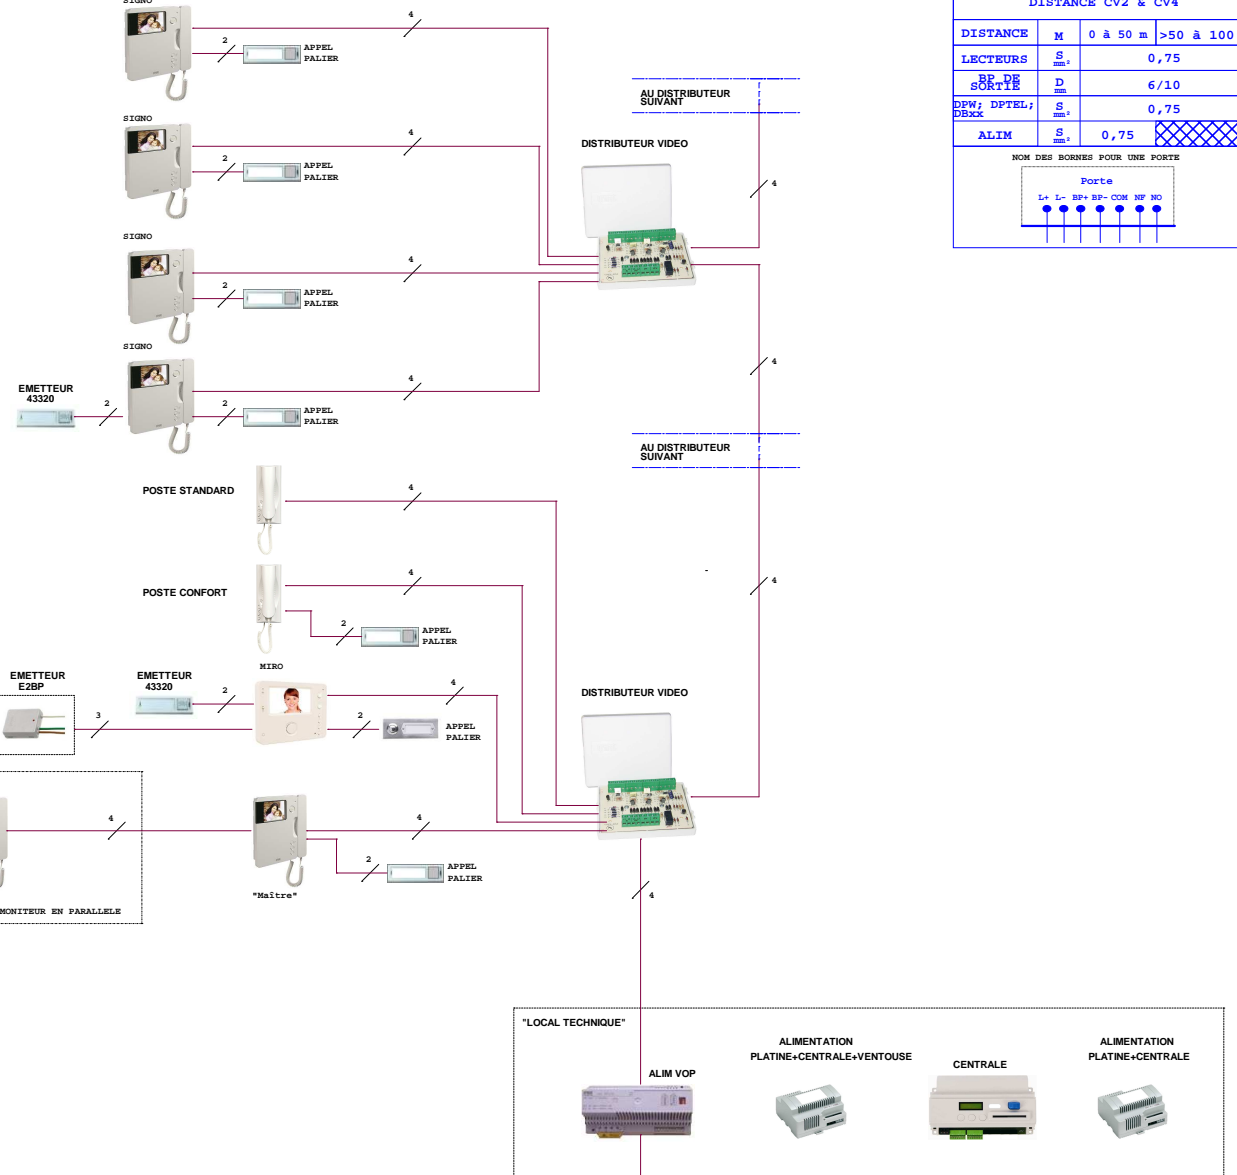 SIGNO
4
2
APPEL
PALIER
SIGNO
4
2
APPEL
PALIER
SIGNO
4
2
APPEL
PALIER
SIGNO
4
EMETTEUR
43320
2
2
APPEL
PALIER
AU DISTRIBUTEUR
SUIVANT
DISTRIBUTEUR VIDEO
4
4
AU DISTRIBUTEUR
SUIVANT
4
POSTE STANDARD
4
POSTE CONFORT
4
2
APPEL
PALIER
MIRO
EMETTEUR
E2BP
EMETTEUR
43320
2
4
3
2
APPEL
PALIER
DISTRIBUTEUR VIDEO
4
4
2
APPEL
PALIER
"Maître"
MONITEUR EN PARALLELE
4
"LOCAL TECHNIQUE"
ALIM VOP
ALIMENTATION
PLATINE+CENTRALE+VENTOUSE
CENTRALE
ALIMENTATION
PLATINE+CENTRALE
DISTANCE CV2 & CV4
DISTANCE M 0 à 50 m >50 à 100
LECTEURS S mm² 0,75
BP DE SORTIE D mm 6/10
DPW; DPTEL; DBxx S mm² 0,75
ALIM S mm² 0,75
NOM DES BORNES POUR UNE PORTE
Porte
L+ L- BP+ BP- COM NF NO